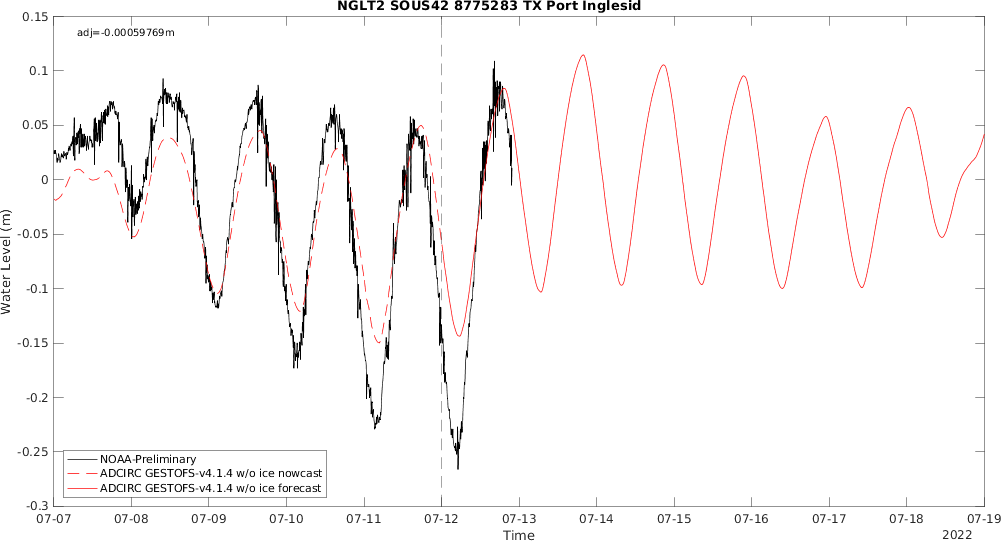 NGLT2 SOUS42 8775283 TX Port Inglesid
adj=-0.00059769m
0.15
0.1
0.05
0
-0.05
-0.1
-0.15
-0.2
-0.25
-0.3
Water Level (m)
NOAA-Preliminary
ADCIRC GESTOFS-v4.1.4 w/o ice nowcast
ADCIRC GESTOFS-v4.1.4 w/o ice forecast
07-07 07-08 07-09 07-10 07-11 07-12 07-13 07-14 07-15 07-16 07-17 07-18 07-19
Time
2022